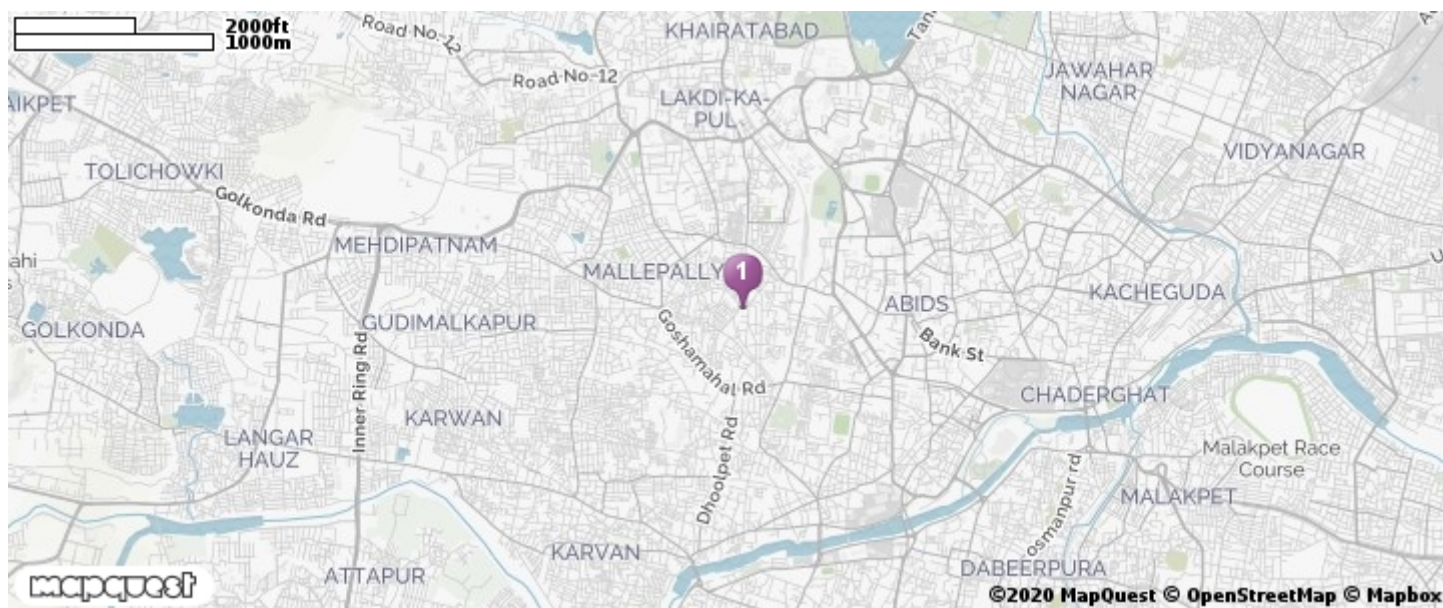 2000ft
1000m
Road No-12
Road No-12
KHAIRATABAD
LAKDI-KA-
PUL
JAWAHAR
NAGAR
VIDYANAGAR
AIKPET
TOLICHOWKI
Golkonda Rd
MEHDIPATNAM
MALLEPALLY
1
ABIDS
KACHEGUDA
GOLKONDA
GUDIMALKAPUR
Goshamahal Rd
Bank St
Inner Ring Rd
KARWAN
CHADERGHAT
LANGAR
HAUZ
Dhoolpet Rd
Malakpet Race
Course
osmanpur rd
MALAKPET
KARVAN
DABEERPURA
ATTAPUR
mapquest
©2020 MapQuest © OpenStreetMap © Mapbox